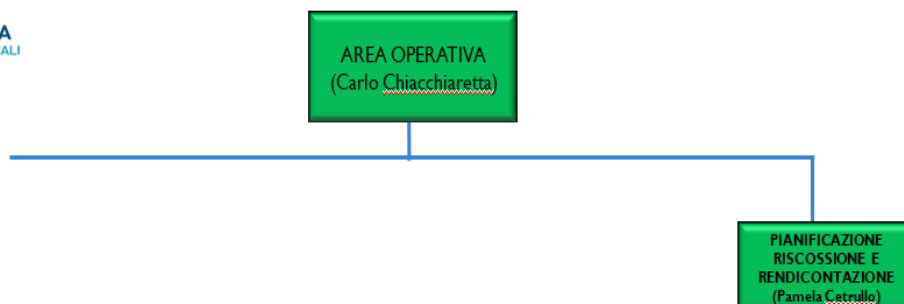 A
ALI
AREA OPERATIVA
(Carlo Chiacchiaretta)
PIANIFICAZIONE
RISCOSSIONE E
RENDICONTAZIONE
(Pamela Cetrullo)